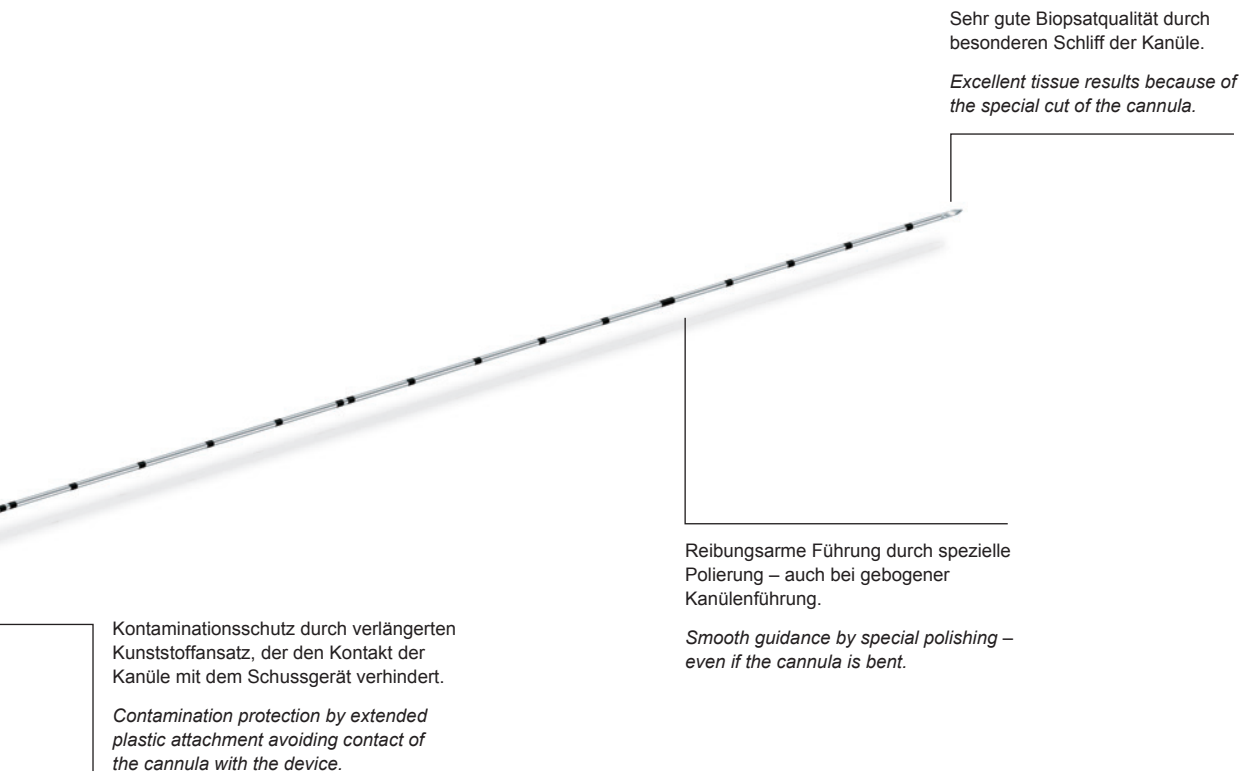 Sehr gute Biopsatqualität durch
besonderen Schliff der Kanüle.
Excellent tissue results because of
the special cut of the cannula.
Reibungsarme Führung durch spezielle
Polierung – auch bei gebogener
Kanülenführung.
Smooth guidance by special polishing –
even if the cannula is bent.
Kontaminationsschutz durch verlängerten
Kunststoffansatz, der den Kontakt der
Kanüle mit dem Schussgerät verhindert.
Contamination protection by extended
plastic attachment avoiding contact of
the cannula with the device.